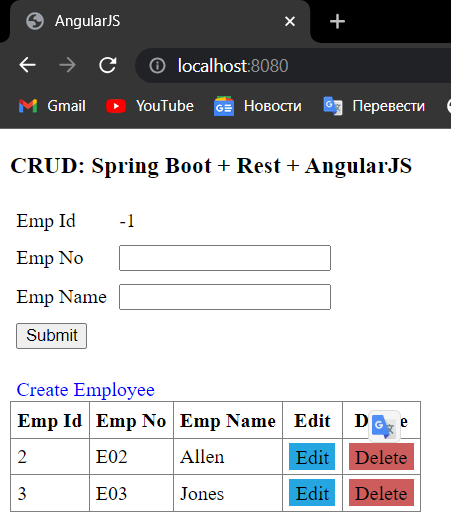 AngularJS
localhost:8080
Gmail YouTube Новости Перевести
CRUD: Spring Boot + Rest + AngularJS
Emp Id -1
Emp No
Emp Name
Submit
Create Employee
Emp Id Emp No Emp Name Edit
2 E02 Allen Edit Delete
3 E03 Jones Edit Delete